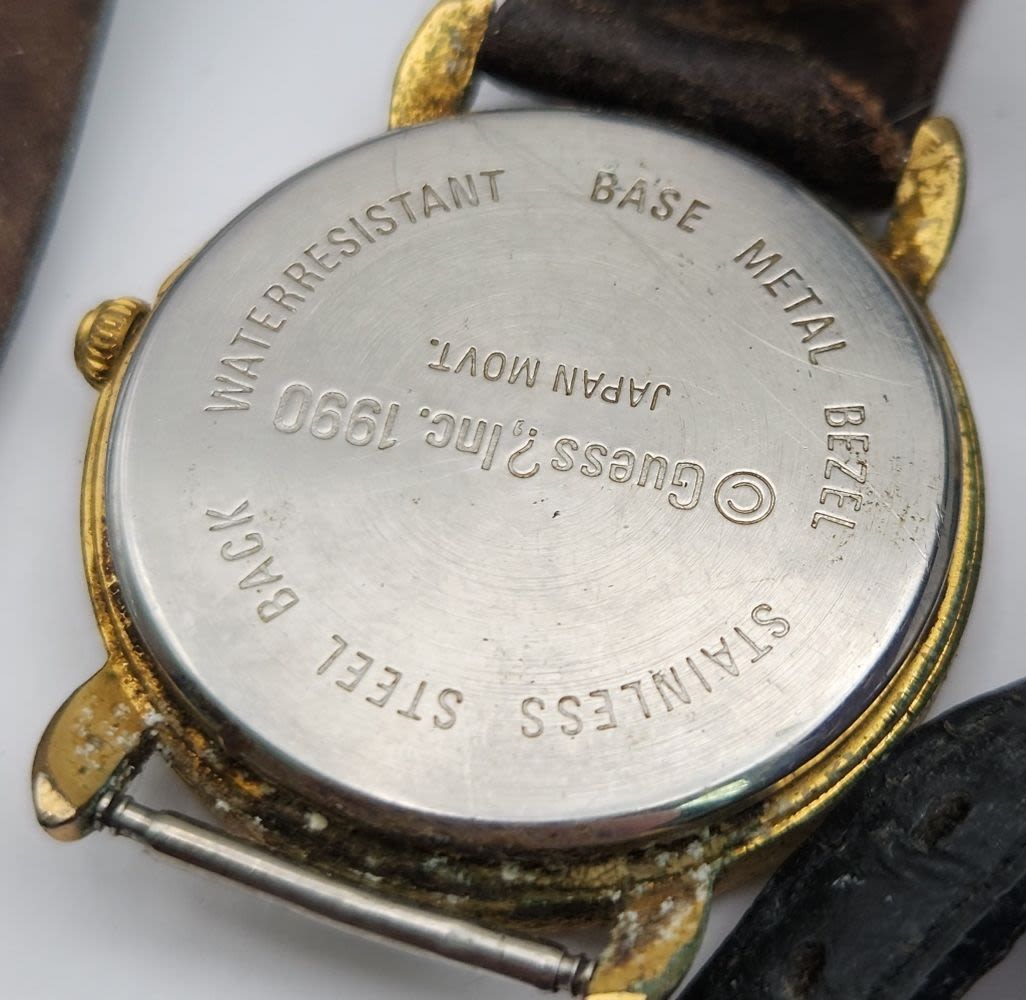 WATERRESISTANT BASE METAL BEZEL
STAINLESS STEEL BACK
©Guess?,Inc. 1990
JAPAN MOVT.